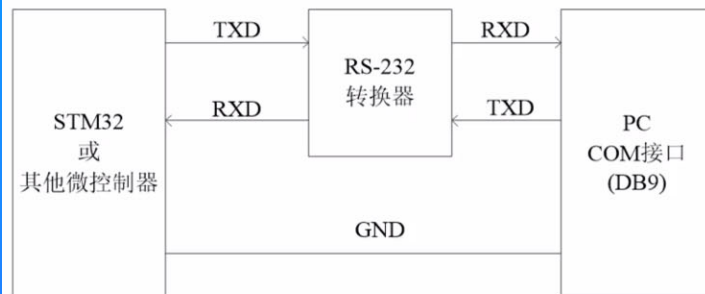 TXD
RXD
RS-232
转换器
RXD
TXD
STM32
或
其他微控制器
PC
COM接口
(DB9)
GND